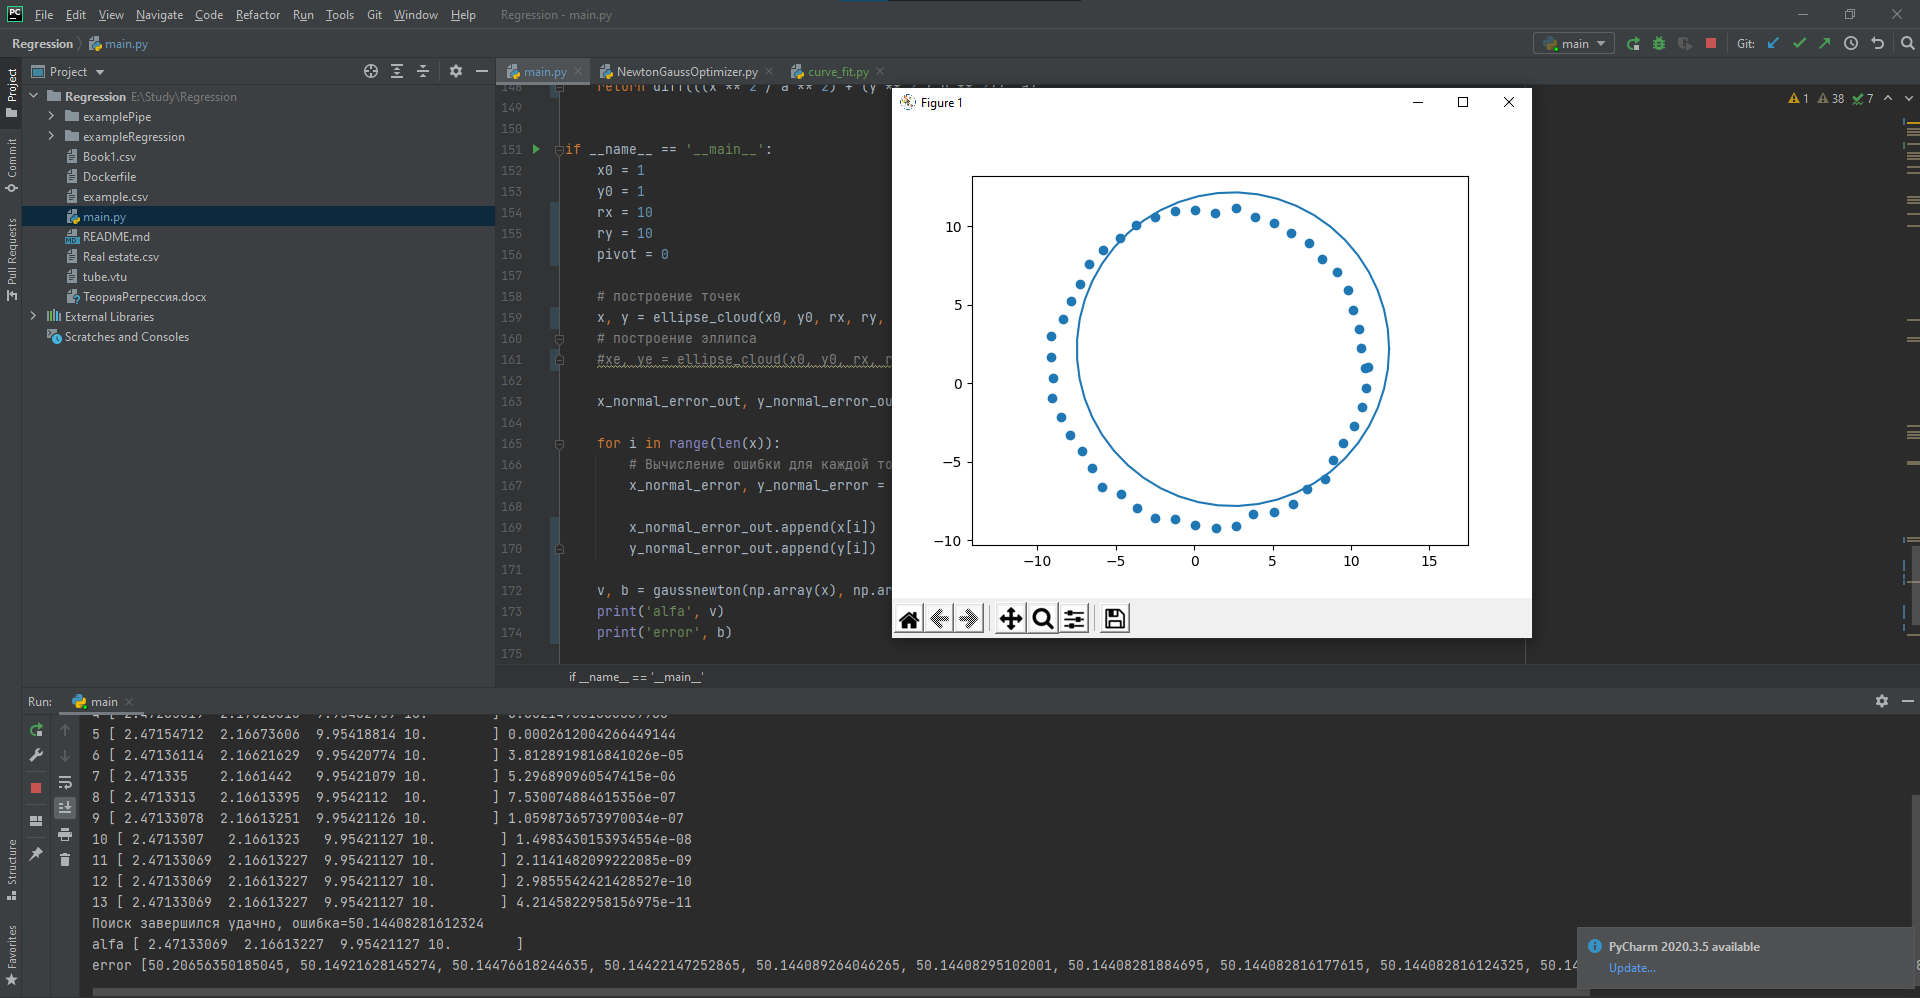 PC File Edit View Navigate Code Refactor Run Tools Git Window Help Regression - main.py
Regression main.py main Git:
Project main.py NewtonGaussOptimizer.py curve_fit.py
Regression E:\Study\Regression
examplePipe
exampleRegression
Book1.csv
Dockerfile
example.csv
main.py
README.md
Real estate.csv
tube.vtu
ТеорияРегрессия.docx
External Libraries
Scratches and Consoles
Project
Commit
Pull Requests
Structure
Favorites
1 38 7
149
150
151 if __name__ == '__main__':
152 x0 = 1
153 y0 = 1
154 rx = 10
155 ry = 10
156 pivot = 0
157
158 # построение точек
159 x, y = ellipse_cloud(x0, y0, rx, ry,
160 # построение эллипса
161 #xe, ye = ellipse_cloud(x0, y0, rx, r
162
163 x_normal_error_out, y_normal_error_ou
164
165 for i in range(len(x)):
166 # Вычисление ошибки для каждой то
167 x_normal_error, y_normal_error =
168
169 x_normal_error_out.append(x[i])
170 y_normal_error_out.append(y[i])
171
172 v, b = gaussnewton(np.array(x), np.ar
173 print('alfa', v)
174 print('error', b)
175
if __name__ == '__main__'
Figure 1
10
5
0
−5
−10
−10 −5 0 5 10 15
Run: main
5 [ 2.47154712 2.16673606 9.95418814 10. ] 0.0002612004266449144
6 [ 2.47136114 2.16621629 9.95420774 10. ] 3.8128919816841026e-05
7 [ 2.471335 2.1661442 9.95421079 10. ] 5.296890960547415e-06
8 [ 2.4713313 2.16613395 9.9542112 10. ] 7.530074884615356e-07
9 [ 2.47133078 2.16613251 9.95421126 10. ] 1.0598736573970034e-07
10 [ 2.4713307 2.1661323 9.95421127 10. ] 1.4983430153934554e-08
11 [ 2.47133069 2.16613227 9.95421127 10. ] 2.1141482099222085e-09
12 [ 2.47133069 2.16613227 9.95421127 10. ] 2.9855542421428527e-10
13 [ 2.47133069 2.16613227 9.95421127 10. ] 4.2145822958156975e-11
Поиск завершился удачно, ошибка=50.14408281612324
alfa [ 2.47133069 2.16613227 9.95421127 10. ]
error [50.20656350185045, 50.14921628145274, 50.14476618244635, 50.14422147252865, 50.144089264046265, 50.14408295102001, 50.14408281884695, 50.144082816177615, 50.144082816124325, 50.14
PyCharm 2020.3.5 available
Update...